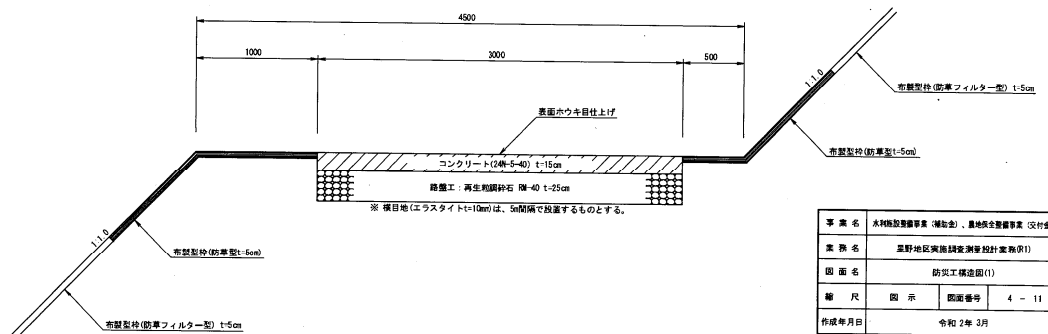 4500
1000
3000
500
1:1.0
布製型枠(防草フィルター型) t=5cm
表面ホウキ目仕上げ
布製型枠(防草型t=5cm)
コンクリート(24N-5-40) t=15cm
路盤工:再生粒調砕石 RM-40 t=25cm
※ 横目地(エラスタイトt=10mm)は、5m間隔で設置するものとする。
1:1.0
布製型枠(防草型t=5cm)
布製型枠(防草フィルター型) t=5cm
事業名 水利施設整備事業(補助金)、農地保全整備事業(交付金
業務名 星野地区実施調査測量設計業務(R1)
図面名 防災工構造図(1)
縮尺 図示 図面番号 4 - 11
作成年月日 令和 2年 3月